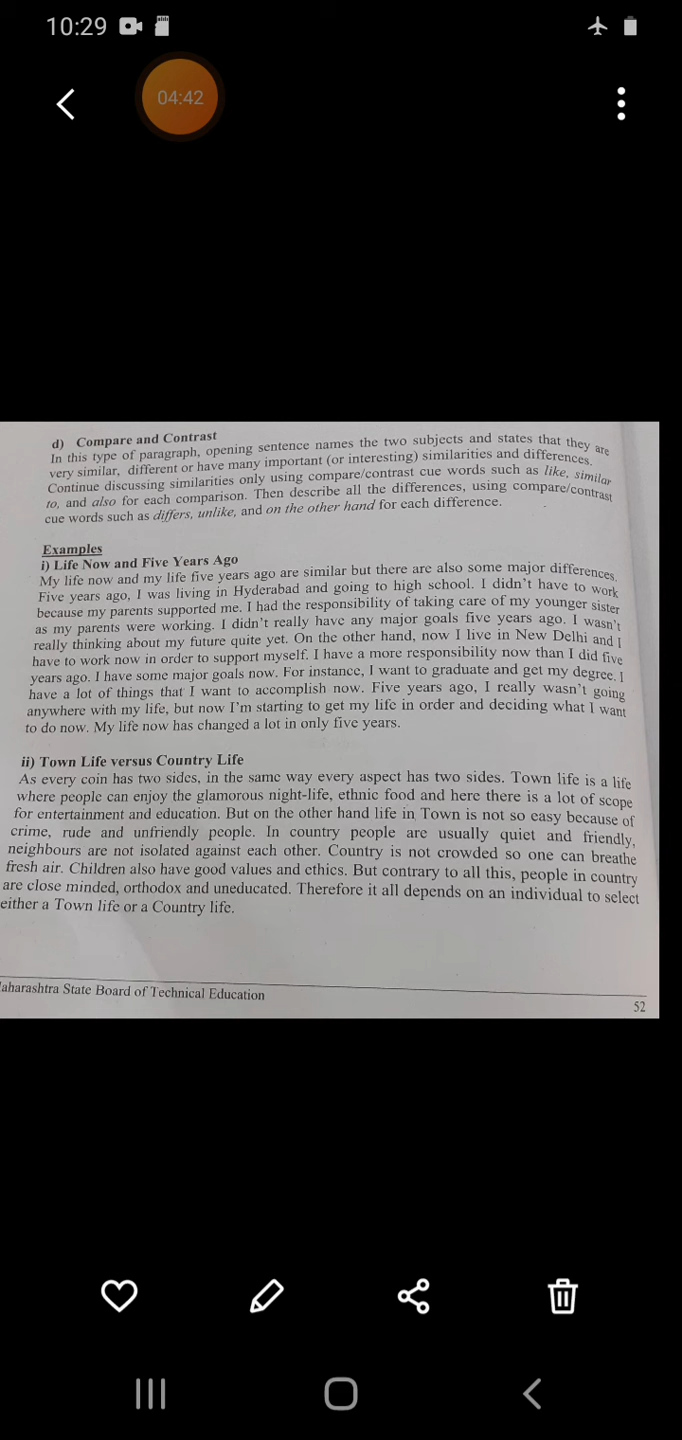 10:29
04:42
d) Compare and Contrast
In this type of paragraph, opening sentence names the two subjects and states that they are
very similar, different or have many important (or interesting) similarities and differences.
Continue discussing similarities only using compare/contrast cue words such as like, similar
to, and also for each comparison. Then describe all the differences, using compare/contrast
cue words such as differs, unlike, and on the other hand for each difference.
Examples
i) Life Now and Five Years Ago
My life now and my life five years ago are similar but there are also some major differences.
Five years ago, I was living in Hyderabad and going to high school. I didn't have to work
because my parents supported me. I had the responsibility of taking care of my younger sister
as my parents were working. I didn't really have any major goals five years ago. I wasn't
really thinking about my future quite yet. On the other hand, now I live in New Delhi and I
have to work now in order to support myself. I have a more responsibility now than I did five
years ago. I have some major goals now. For instance, I want to graduate and get my degree. I
have a lot of things that I want to accomplish now. Five years ago, I really wasn't going
anywhere with my life, but now I'm starting to get my life in order and deciding what I want
to do now. My life now has changed a lot in only five years.
ii) Town Life versus Country Life
As every coin has two sides, in the same way every aspect has two sides. Town life is a life
where people can enjoy the glamorous night-life, ethnic food and here there is a lot of scope
for entertainment and education. But on the other hand life in Town is not so easy because of
crime, rude and unfriendly people. In country people are usually quiet and friendly,
neighbours are not isolated against each other. Country is not crowded so one can breathe
fresh air. Children also have good values and ethics. But contrary to all this, people in country
are close minded, orthodox and uneducated. Therefore it all depends on an individual to select
either a Town life or a Country life.
aharashtra State Board of Technical Education
52